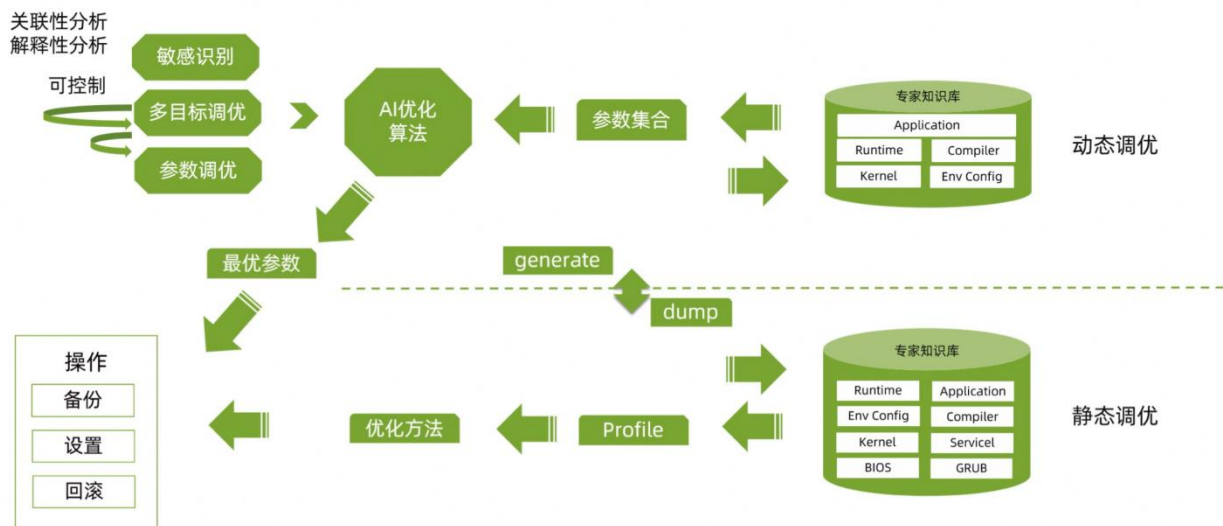 关联性分析
解释性分析
可控制
敏感识别
多目标调优
参数调优
AI优化
算法
参数集合
专家知识库
Application
Runtime
Compiler
Kernel
Env Config
动态调优
最优参数
generate
dump
操作
备份
设置
回滚
优化方法
Profile
专家知识库
Runtime
Application
Env Config
Compiler
Kernel
Servicel
BIOS
GRUB
静态调优